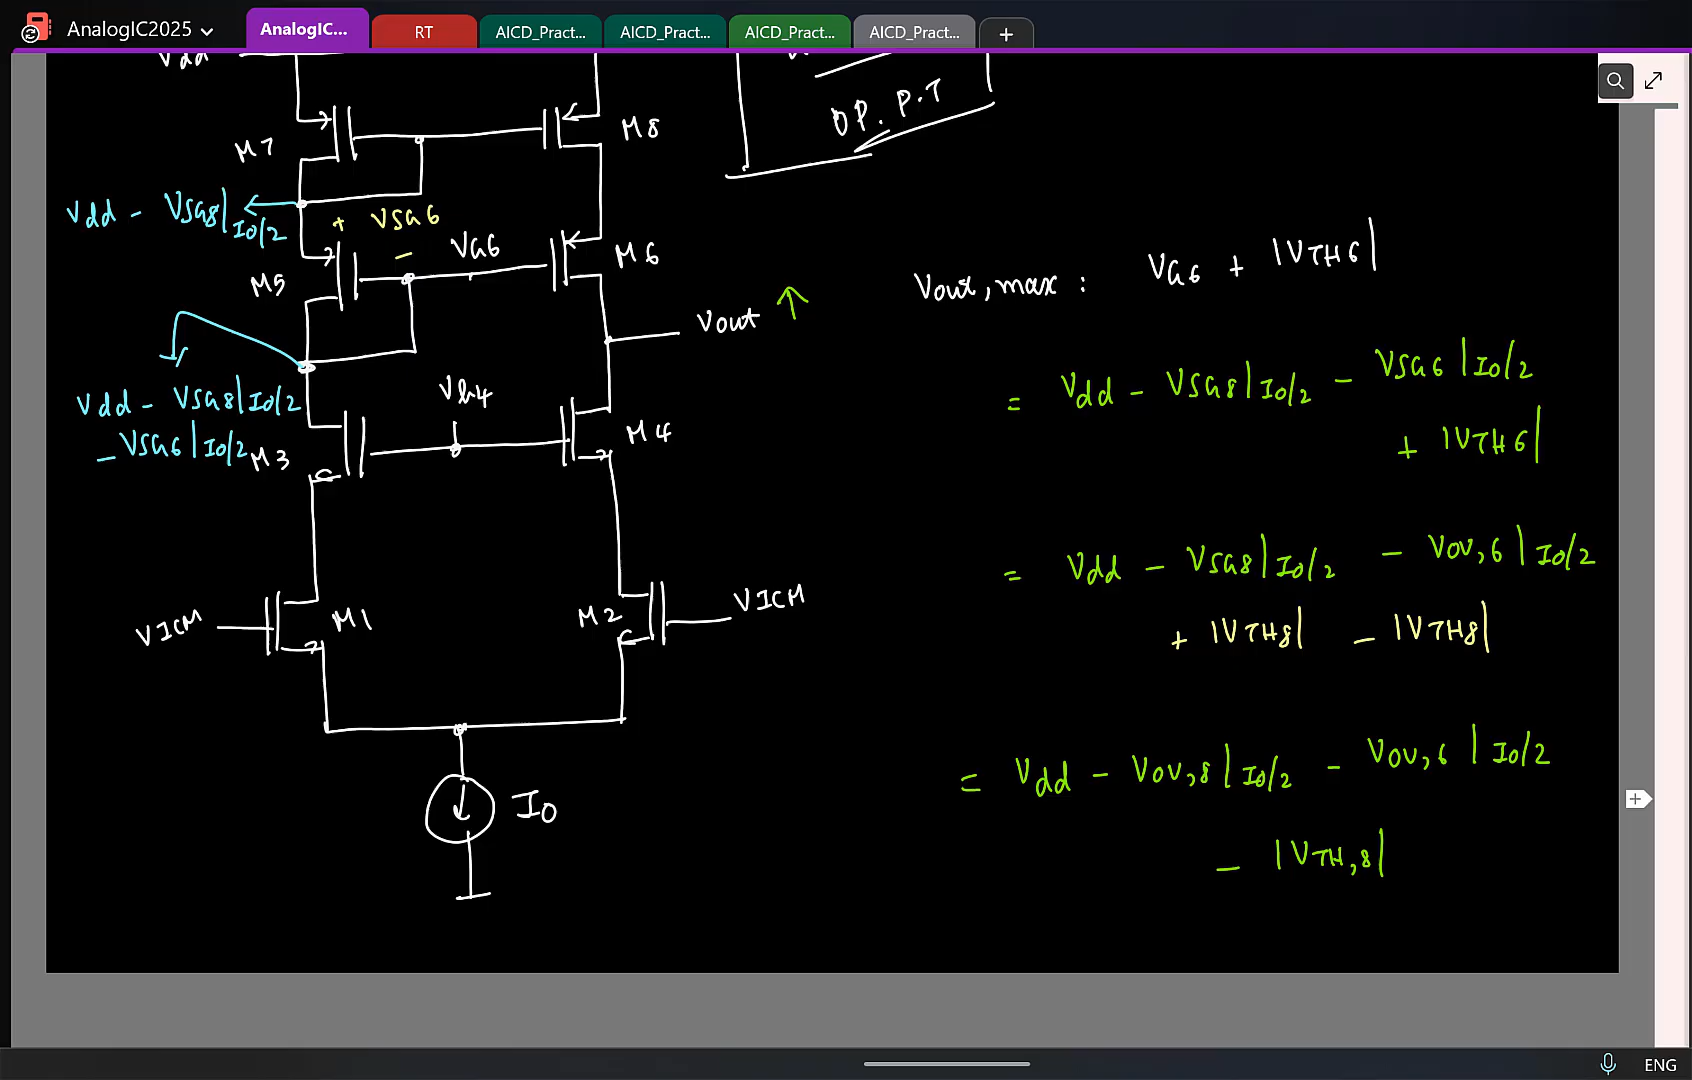 AnalogIC2025
AnalogIC...
RT
AICD_Pract...
AICD_Pract...
AICD_Pract...
AICD_Pract...
+
Vdd
OP. P.T
M7
M8
Vdd - VSG8|Io/2
+ VSG6 -
M5
VG6
M6
Vout ↑
Vdd - VSG8|Io/2
- VSG6|Io/2
M3
Vb4
M4
VICM
M1
M2
VICM
Io
Vout,max : VG6 + |VTH6|
= Vdd - VSG8|Io/2 - VSG6|Io/2
+ |VTH6|
= Vdd - VSG8|Io/2 - VOV,6|Io/2
+ |VTH8| - |VTH8|
= Vdd - VOV,8|Io/2 - VOV,6|Io/2
- |VTH,8|
ENG